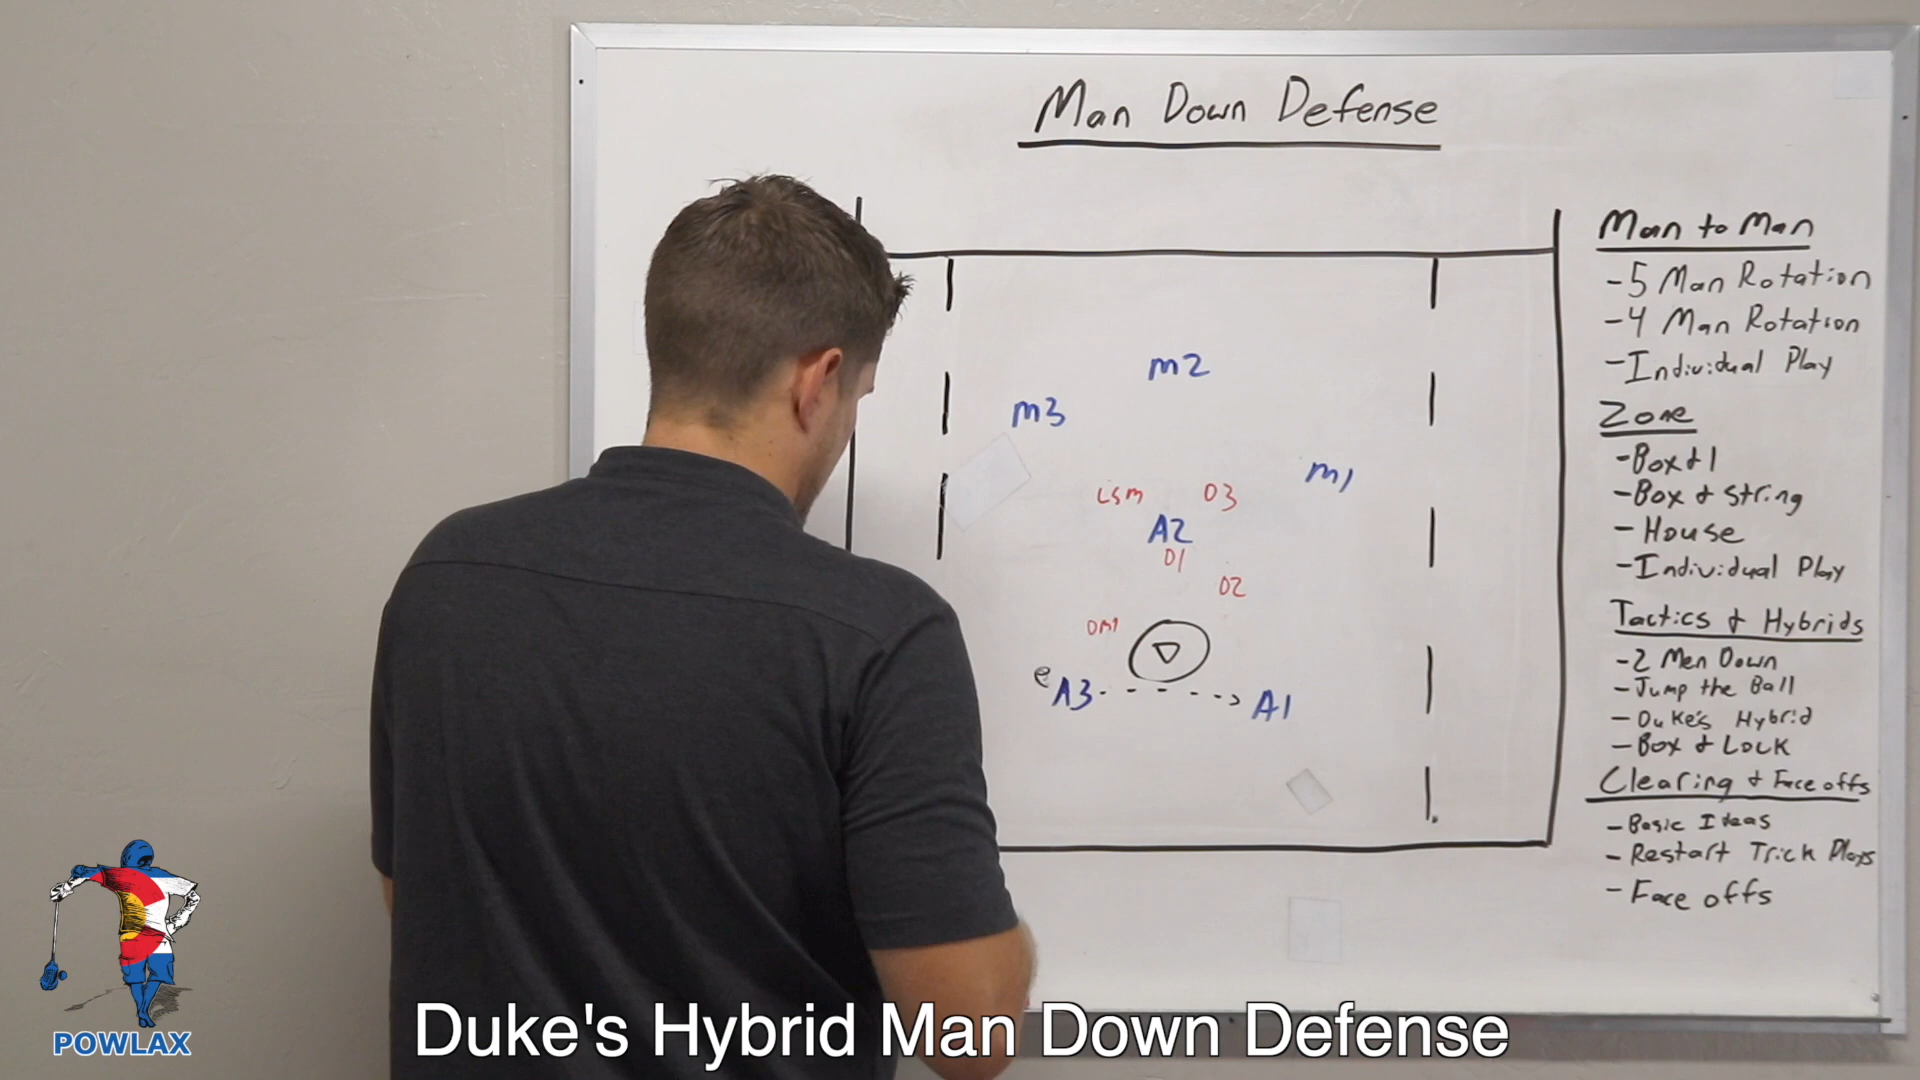 Man Down Defense
Man to Man
-5 Man Rotation
-4 Man Rotation
-Individual Play
Zone
-Box & 1
-Box & String
-House
-Individual Play
Tactics & Hybrids
-2 Men Down
-Jump the Ball
-Duke's Hybrid
-Box & Lock
Clearing & Face offs
-Basic Ideas
-Restart Trick Plays
-Face offs
M2
M3
M1
LSM D3
A2
D1
D2
DM1
A3 A1
POWLAX
Duke's Hybrid Man Down Defense